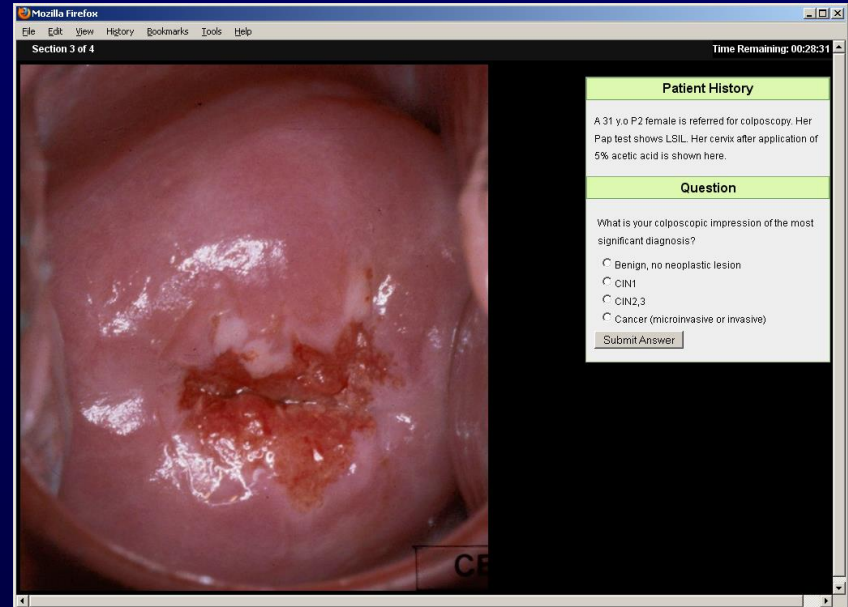 Mozilla Firefox
File Edit View History Bookmarks Tools Help
Section 3 of 4
Time Remaining: 00:28:31
Patient History
A 31 y.o P2 female is referred for colposcopy. Her
Pap test shows LSIL. Her cervix after application of
5% acetic acid is shown here.
Question
What is your colposcopic impression of the most
significant diagnosis?
Benign, no neoplastic lesion
CIN1
CIN2,3
Cancer (microinvasive or invasive)
Submit Answer
CE